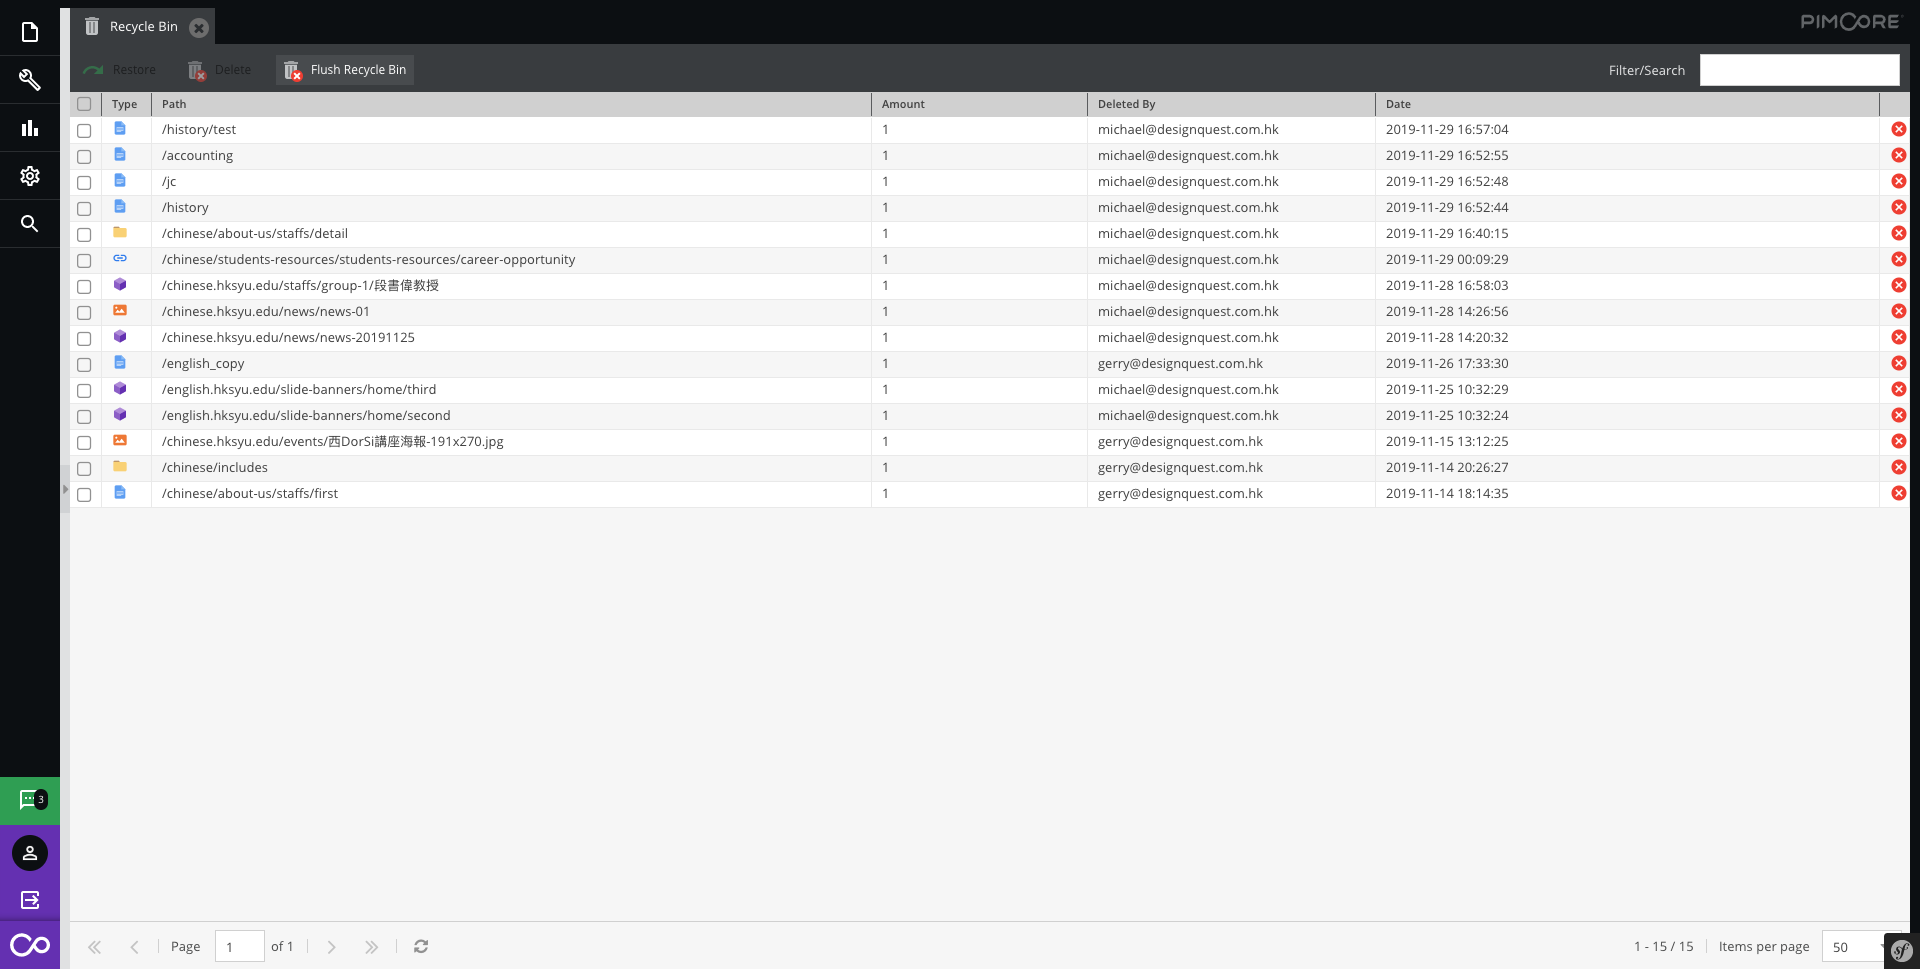 Recycle Bin
PIMCORE
Restore Delete Flush Recycle Bin Filter/Search
Type Path Amount Deleted By Date
/history/test 1 michael@designquest.com.hk 2019-11-29 16:57:04
/accounting 1 michael@designquest.com.hk 2019-11-29 16:52:55
/jc 1 michael@designquest.com.hk 2019-11-29 16:52:48
/history 1 michael@designquest.com.hk 2019-11-29 16:52:44
/chinese/about-us/staffs/detail 1 michael@designquest.com.hk 2019-11-29 16:40:15
/chinese/students-resources/students-resources/career-opportunity 1 michael@designquest.com.hk 2019-11-29 00:09:29
/chinese.hksyu.edu/staffs/group-1/段書偉教授 1 michael@designquest.com.hk 2019-11-28 16:58:03
/chinese.hksyu.edu/news/news-01 1 michael@designquest.com.hk 2019-11-28 14:26:56
/chinese.hksyu.edu/news/news-20191125 1 michael@designquest.com.hk 2019-11-28 14:20:32
/english_copy 1 gerry@designquest.com.hk 2019-11-26 17:33:30
/english.hksyu.edu/slide-banners/home/third 1 michael@designquest.com.hk 2019-11-25 10:32:29
/english.hksyu.edu/slide-banners/home/second 1 michael@designquest.com.hk 2019-11-25 10:32:24
/chinese.hksyu.edu/events/西DorSi講座海報-191x270.jpg 1 gerry@designquest.com.hk 2019-11-15 13:12:25
/chinese/includes 1 gerry@designquest.com.hk 2019-11-14 20:26:27
/chinese/about-us/staffs/first 1 gerry@designquest.com.hk 2019-11-14 18:14:35
3
Page 1 of 1 1 - 15 / 15 Items per page 50
sf